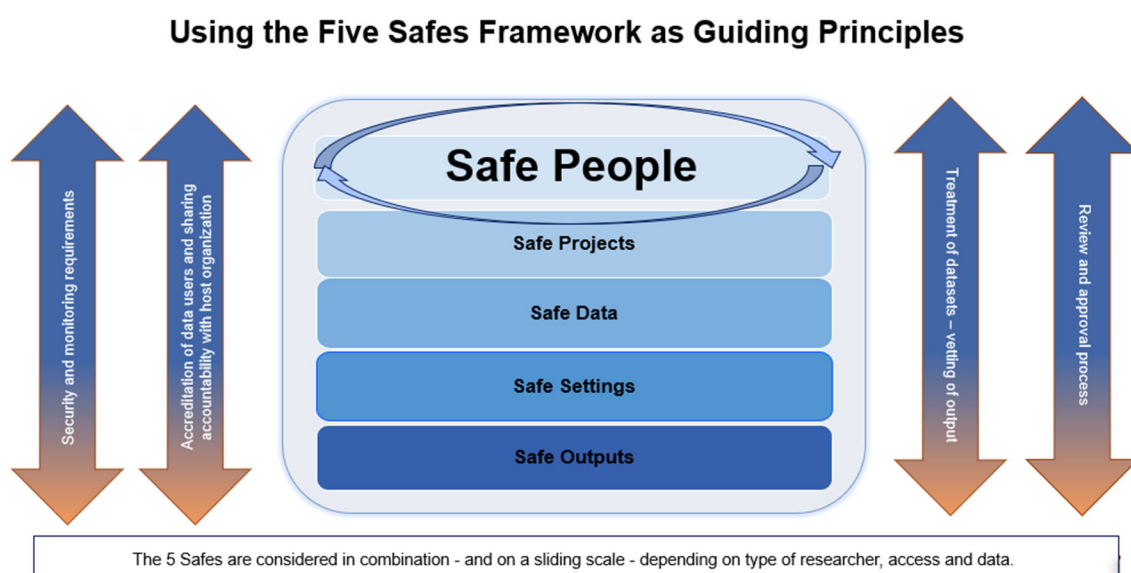 Using the Five Safes Framework as Guiding Principles
Security and monitoring requirements
Accreditation of data users and sharing
accountability with host organization
Safe People
Safe Projects
Safe Data
Safe Settings
Safe Outputs
Treatment of datasets – vetting of output
Review and approval process
The 5 Safes are considered in combination - and on a sliding scale - depending on type of researcher, access and data.